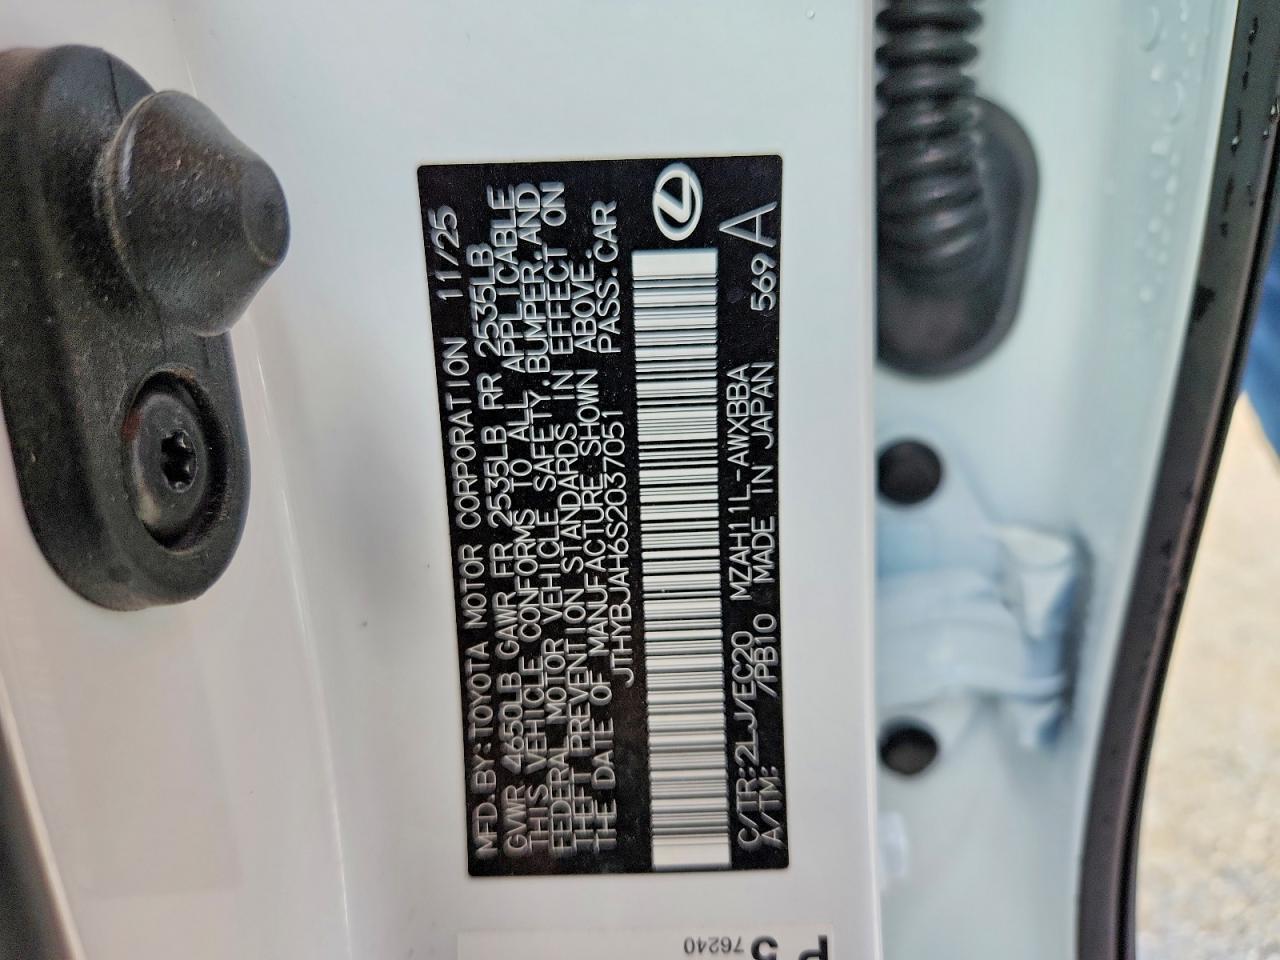 MFD.BY:TOYOTA MOTOR CORPORATION 11/25
GVWR 4650LB GAWR FR 2535LB RR 2535LB
THIS VEHICLE CONFORMS TO ALL APPLICABLE
FEDERAL MOTOR VEHICLE SAFETY,BUMPER,AND
THEFT PREVENTION STANDARDS IN EFFECT ON
THE DATE OF MANUFACTURE SHOWN ABOVE.
JTHYBJAH6S2037051 PASS.CAR
C/TR:2LJ/EC20 MZAH11L-AWXBBA 569 A
A/TM: /PB10 MADE IN JAPAN
76240
5